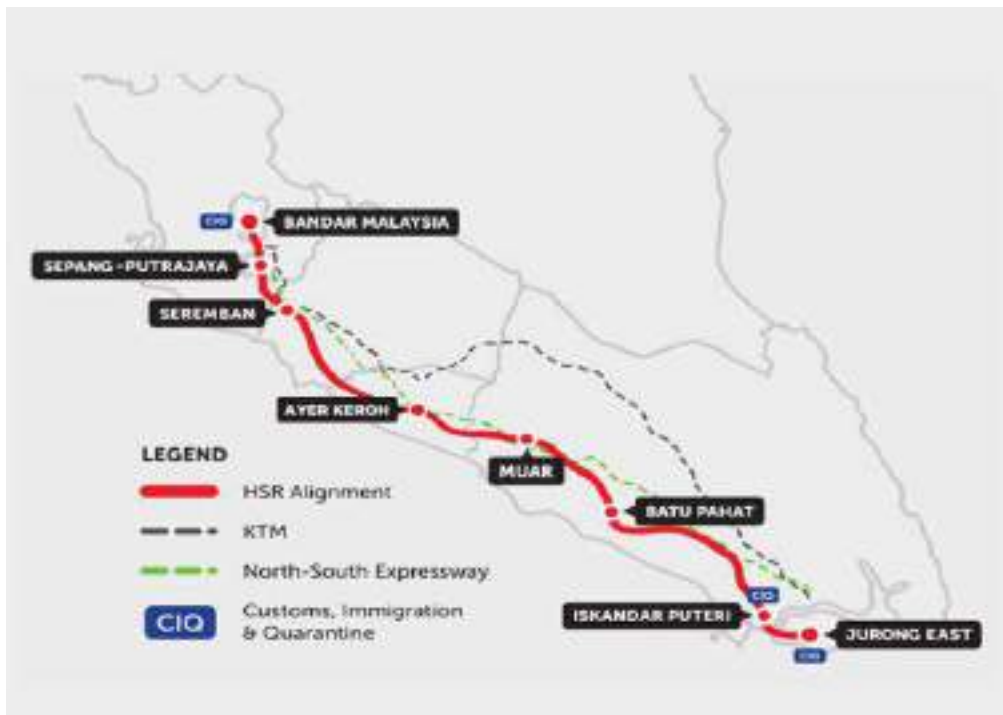 CIQ
BANDAR MALAYSIA
SEPANG-PUTRAJAYA
SEREMBAN
AYER KEROH
MUAR
BATU PAHAT
CIQ
ISKANDAR PUTERI
JURONG EAST
CIQ
LEGEND
HSR Alignment
KTM
North-South Expressway
CIQ
Customs, Immigration
& Quarantine